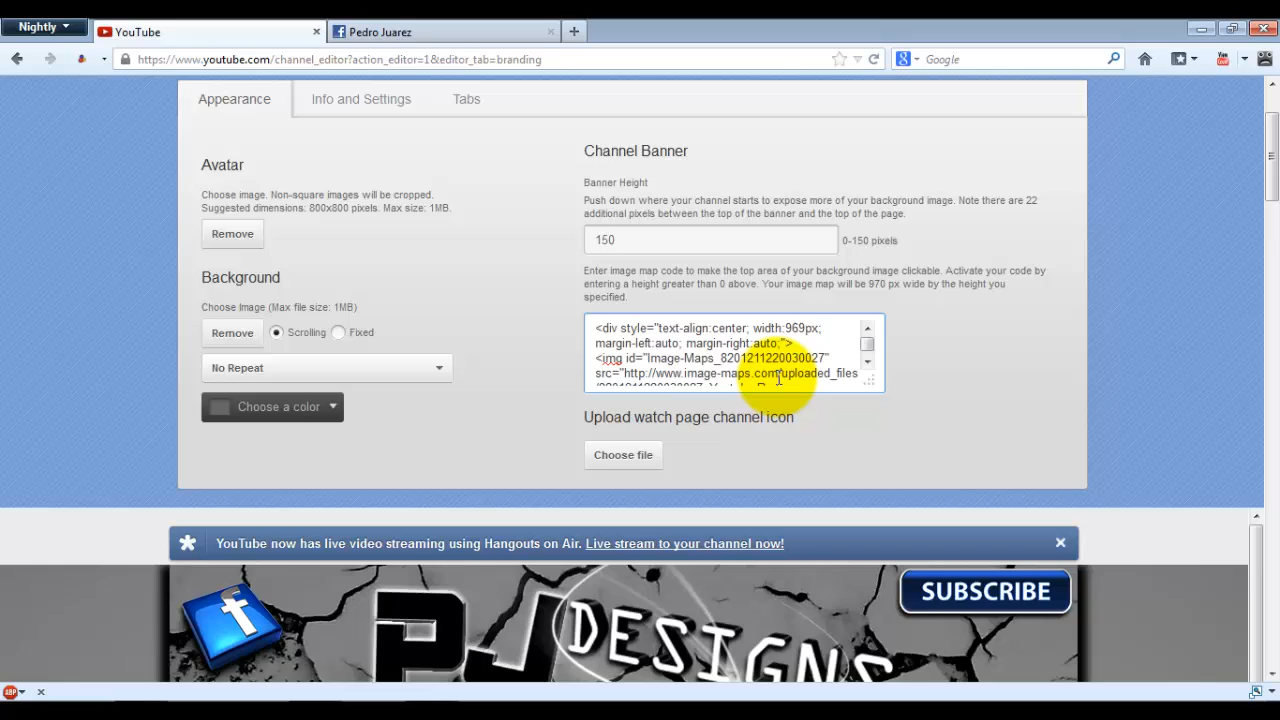 Nightly
YouTube
Pedro Juarez
https://www.youtube.com/channel_editor?action_editor=1&editor_tab=branding
Google
Appearance
Info and Settings
Tabs
Avatar
Choose image. Non-square images will be cropped.
Suggested dimensions: 800x800 pixels. Max size: 1MB.
Remove
Background
Choose Image (Max file size: 1MB)
Remove
Scrolling
Fixed
No Repeat
Choose a color
Channel Banner
Banner Height
Push down where your channel starts to expose more of your background image. Note there are 22
additional pixels between the top of the banner and the top of the page.
150
0-150 pixels
Enter image map code to make the top area of your background image clickable. Activate your code by
entering a height greater than 0 above. Your image map will be 970 px wide by the height you
specified.
<div style="text-align:center; width:969px;
margin-left:auto; margin-right:auto;">
<img id="Image-Maps_8201211220030027"
src="http://www.image-maps.com/uploaded_files
Upload watch page channel icon
Choose file
YouTube now has live video streaming using Hangouts on Air. Live stream to your channel now!
f
PJ DESIGNS
SUBSCRIBE
ABP